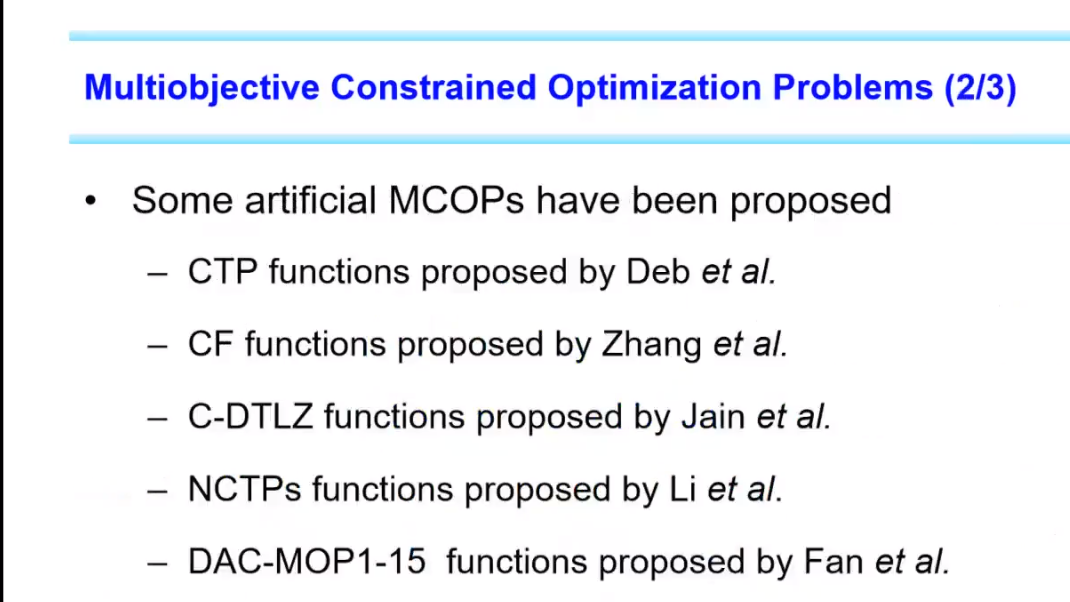 Multiobjective Constrained Optimization Problems (2/3)
• Some artificial MCOPs have been proposed
– CTP functions proposed by Deb et al.
– CF functions proposed by Zhang et al.
– C-DTLZ functions proposed by Jain et al.
– NCTPs functions proposed by Li et al.
– DAC-MOP1-15 functions proposed by Fan et al.